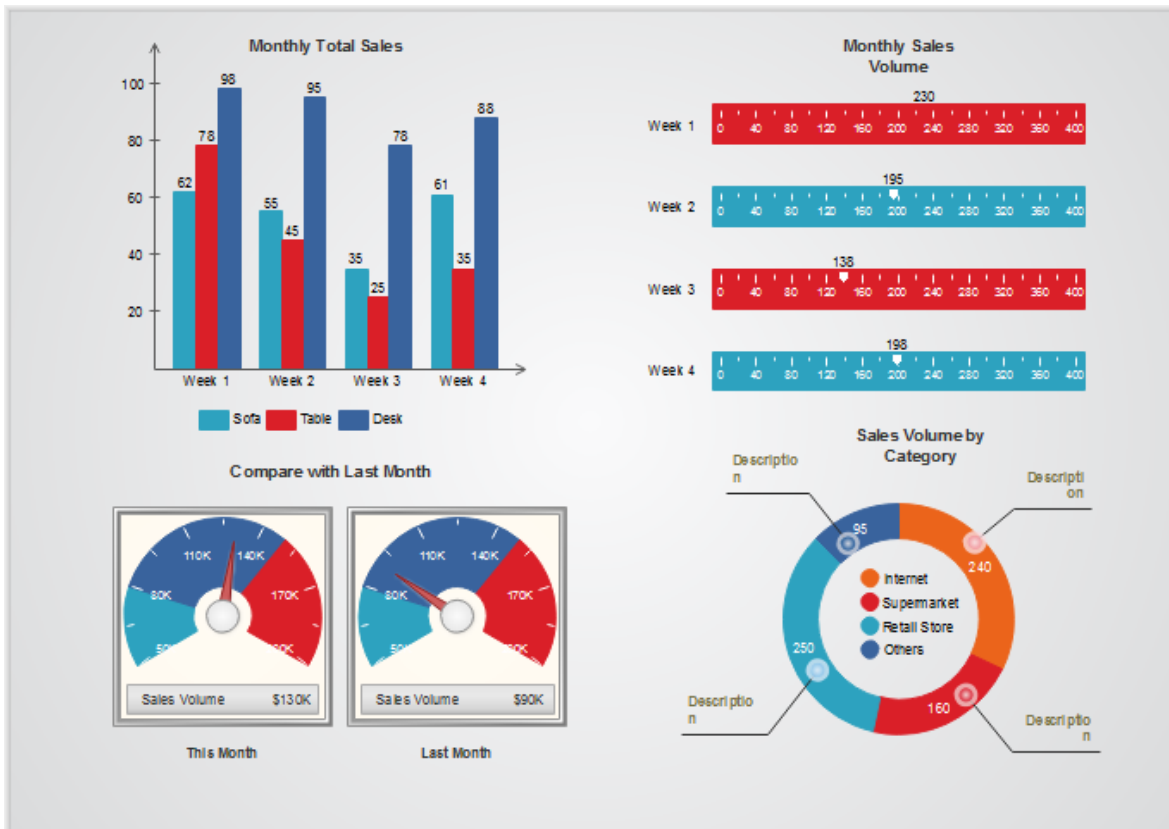 Monthly Total Sales
100
80
60
40
20
62
78
98
55
45
95
35
25
78
61
35
88
Week 1
Week 2
Week 3
Week 4
Sofa
Table
Desk
Monthly Sales
Volume
230
Week 1
0 40 80 120 160 200 240 280 320 360 400
195
Week 2
0 40 80 120 160 200 240 280 320 360 400
138
Week 3
0 40 80 120 160 200 240 280 320 360 400
198
Week 4
0 40 80 120 160 200 240 280 320 360 400
Compare with Last Month
80K
110K
140K
170K
Sales Volume $130K
This Month
80K
110K
140K
170K
Sales Volume $90K
Last Month
Sales Volume by
Category
Descriptio
n
Descripti
on
95
240
250
160
Internet
Supermarket
Retail Store
Others
Descriptio
n
Descriptio
n